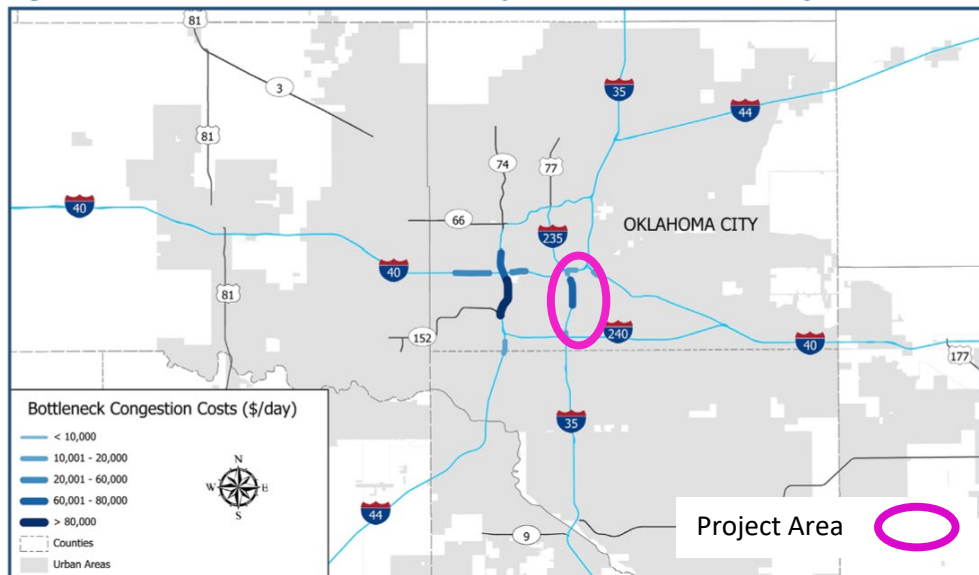 81
3
35
44
81
74
77
40
66
235
OKLAHOMA CITY
40
81
152
240
40
177
35
44
9
Bottleneck Congestion Costs ($/day)
< 10,000
10,001 - 20,000
20,001 - 60,000
60,001 - 80,000
> 80,000
Counties
Urban Areas
N
W E
S
Project Area